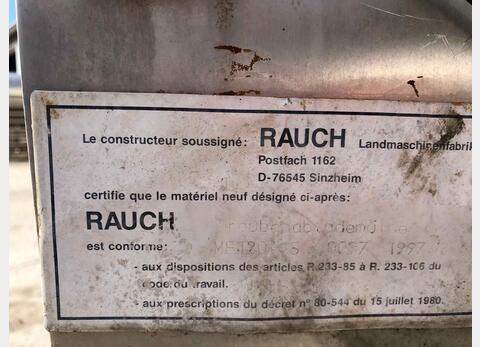 Le constructeur soussigné: RAUCH Landmaschinenfabrik
Postfach 1162
D-76545 Sinzheim
certifie que le matériel neuf désigné ci-après:
RAUCH
est conforme: 1997
- aux dispositions des articles R.233-85 à R. 233-106 du
code du travail.
- aux prescriptions du décret n° 80-544 du 15 juillet 1980.